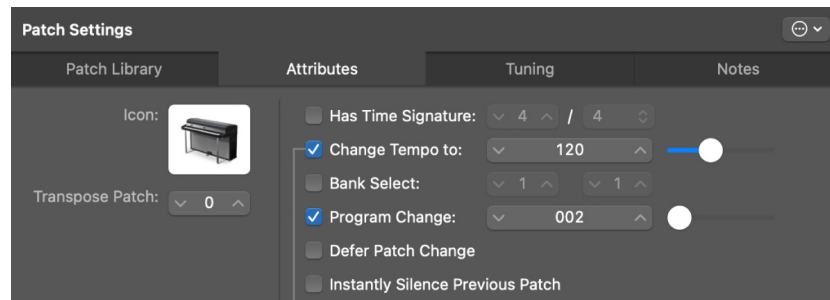 Patch Settings
Patch Library Attributes Tuning Notes
Icon: Has Time Signature: 4 / 4
Change Tempo to: 120
Bank Select: 1 1
Transpose Patch: 0
Program Change: 002
Defer Patch Change
Instantly Silence Previous Patch